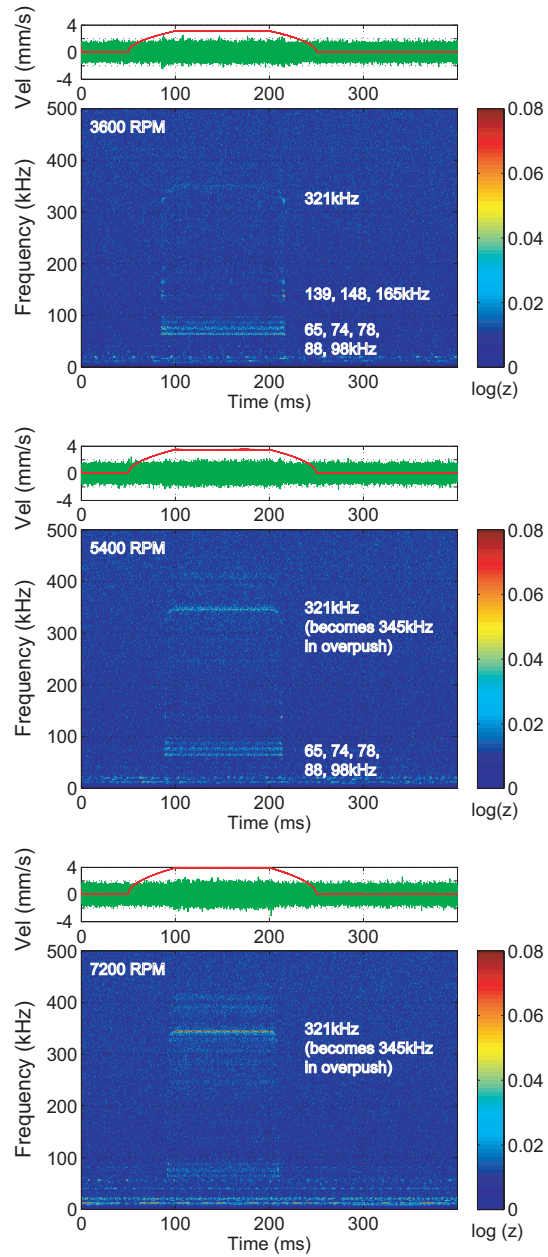 4
0
-4
Vel (mm/s)
500
400
300
200
100
0
Frequency (kHz)
3600 RPM
321kHz
139, 148, 165kHz
65, 74, 78,
88, 98kHz
0 100 200 300
Time (ms)
0.08
0.06
0.04
0.02
0
log(z)
4
0
-4
Vel (mm/s)
500
400
300
200
100
0
Frequency (kHz)
5400 RPM
321kHz
(becomes 345kHz
in overpush)
65, 74, 78,
88, 98kHz
0 100 200 300
Time (ms)
0.08
0.06
0.04
0.02
0
log(z)
4
0
-4
Vel (mm/s)
0 100 200 300
500
400
300
200
100
0
Frequency (kHz)
7200 RPM
321kHz
(becomes 345kHz
in overpush)
0 100 200 300
Time (ms)
0.08
0.06
0.04
0.02
0
log (z)